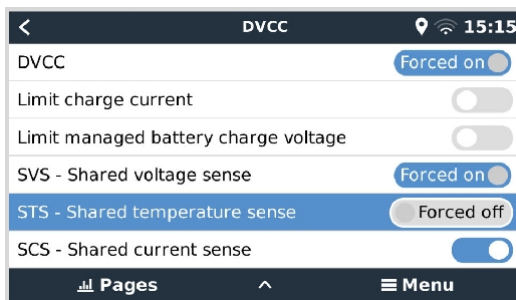 DVCC 15:15
DVCC Forced on
Limit charge current
Limit managed battery charge voltage
SVS - Shared voltage sense Forced on
STS - Shared temperature sense Forced off
SCS - Shared current sense
Pages Menu